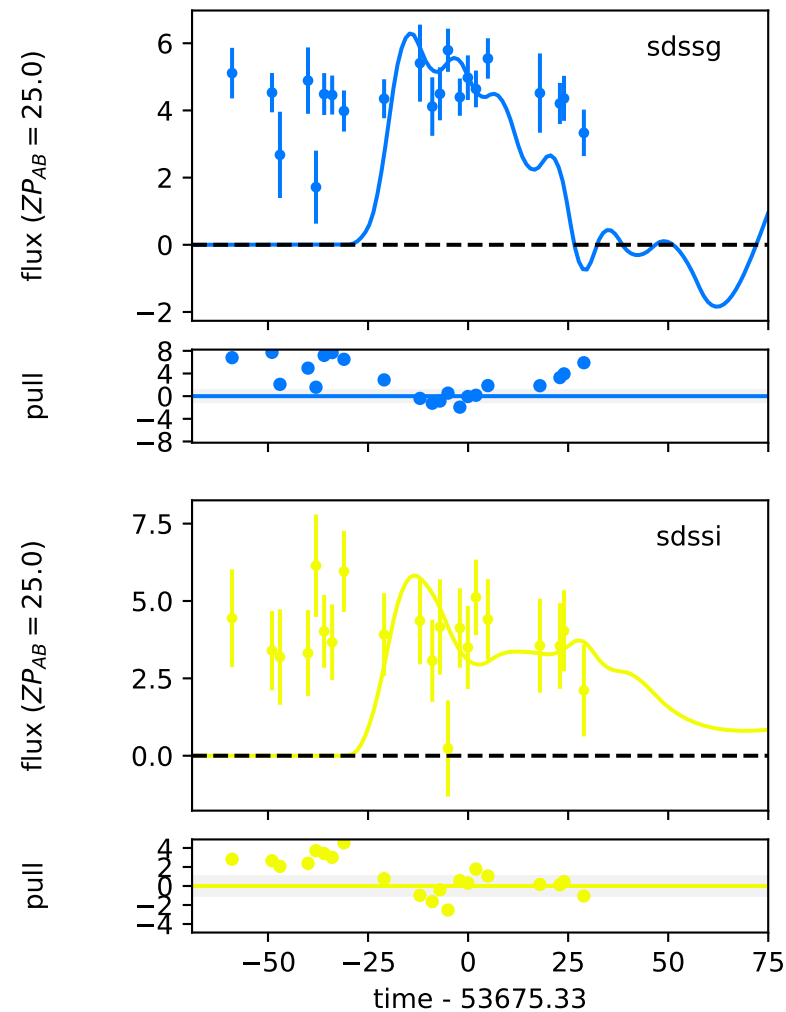 sdssg
flux (ZP_AB = 25.0)
6
4
2
0
−2
pull
8
4
0
−4
−8
sdssi
flux (ZP_AB = 25.0)
7.5
5.0
2.5
0.0
pull
4
2
0
−2
−4
−50 −25 0 25 50 75
time - 53675.33